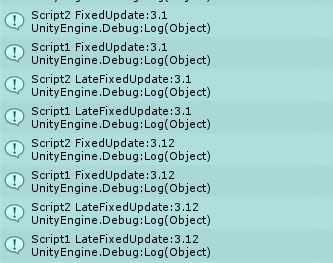 Script2 FixedUpdate:3.1
UnityEngine.Debug:Log(Object)
Script1 FixedUpdate:3.1
UnityEngine.Debug:Log(Object)
Script2 LateFixedUpdate:3.1
UnityEngine.Debug:Log(Object)
Script1 LateFixedUpdate:3.1
UnityEngine.Debug:Log(Object)
Script2 FixedUpdate:3.12
UnityEngine.Debug:Log(Object)
Script1 FixedUpdate:3.12
UnityEngine.Debug:Log(Object)
Script2 LateFixedUpdate:3.12
UnityEngine.Debug:Log(Object)
Script1 LateFixedUpdate:3.12
UnityEngine.Debug:Log(Object)